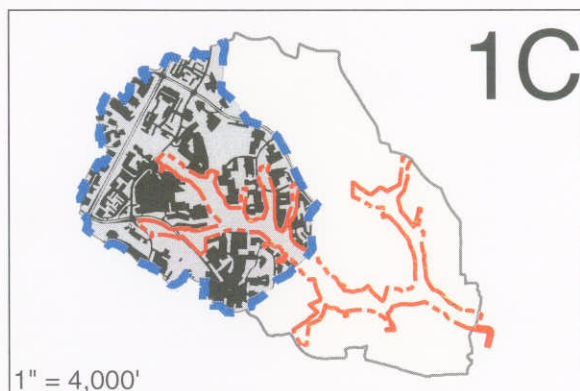 1C
1" = 4,000'